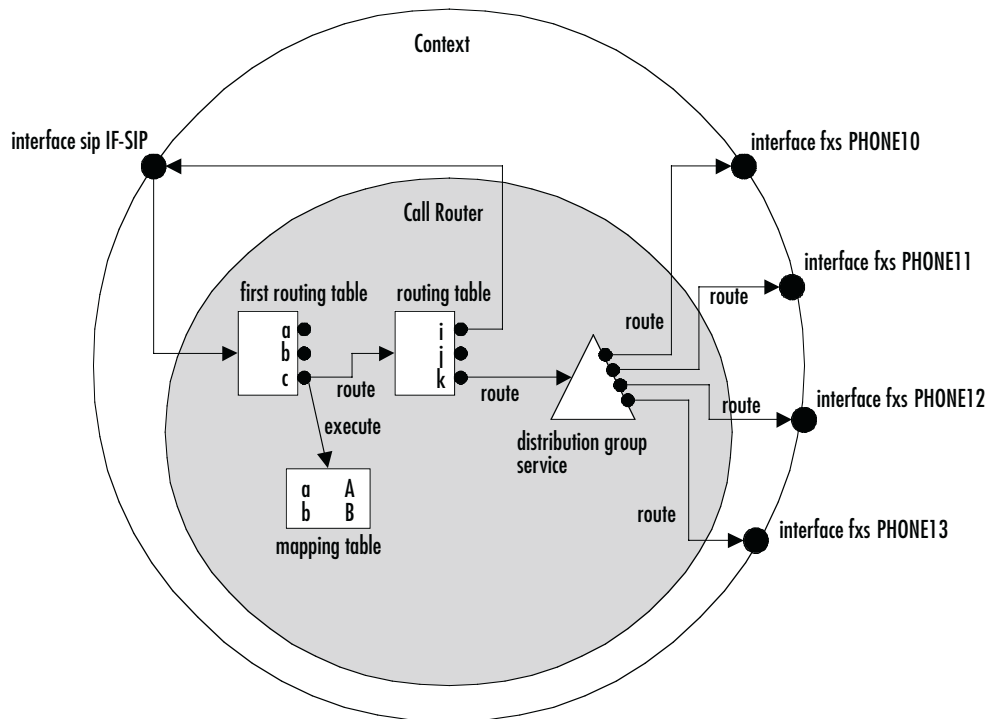 Context
interface sip IF-SIP
interface fxs PHONE10
Call Router
interface fxs PHONE11
first routing table
routing table
route
a
b
c
i
j
k
route
route
route
route
interface fxs PHONE12
execute
distribution group
service
a A
b B
mapping table
route
interface fxs PHONE13